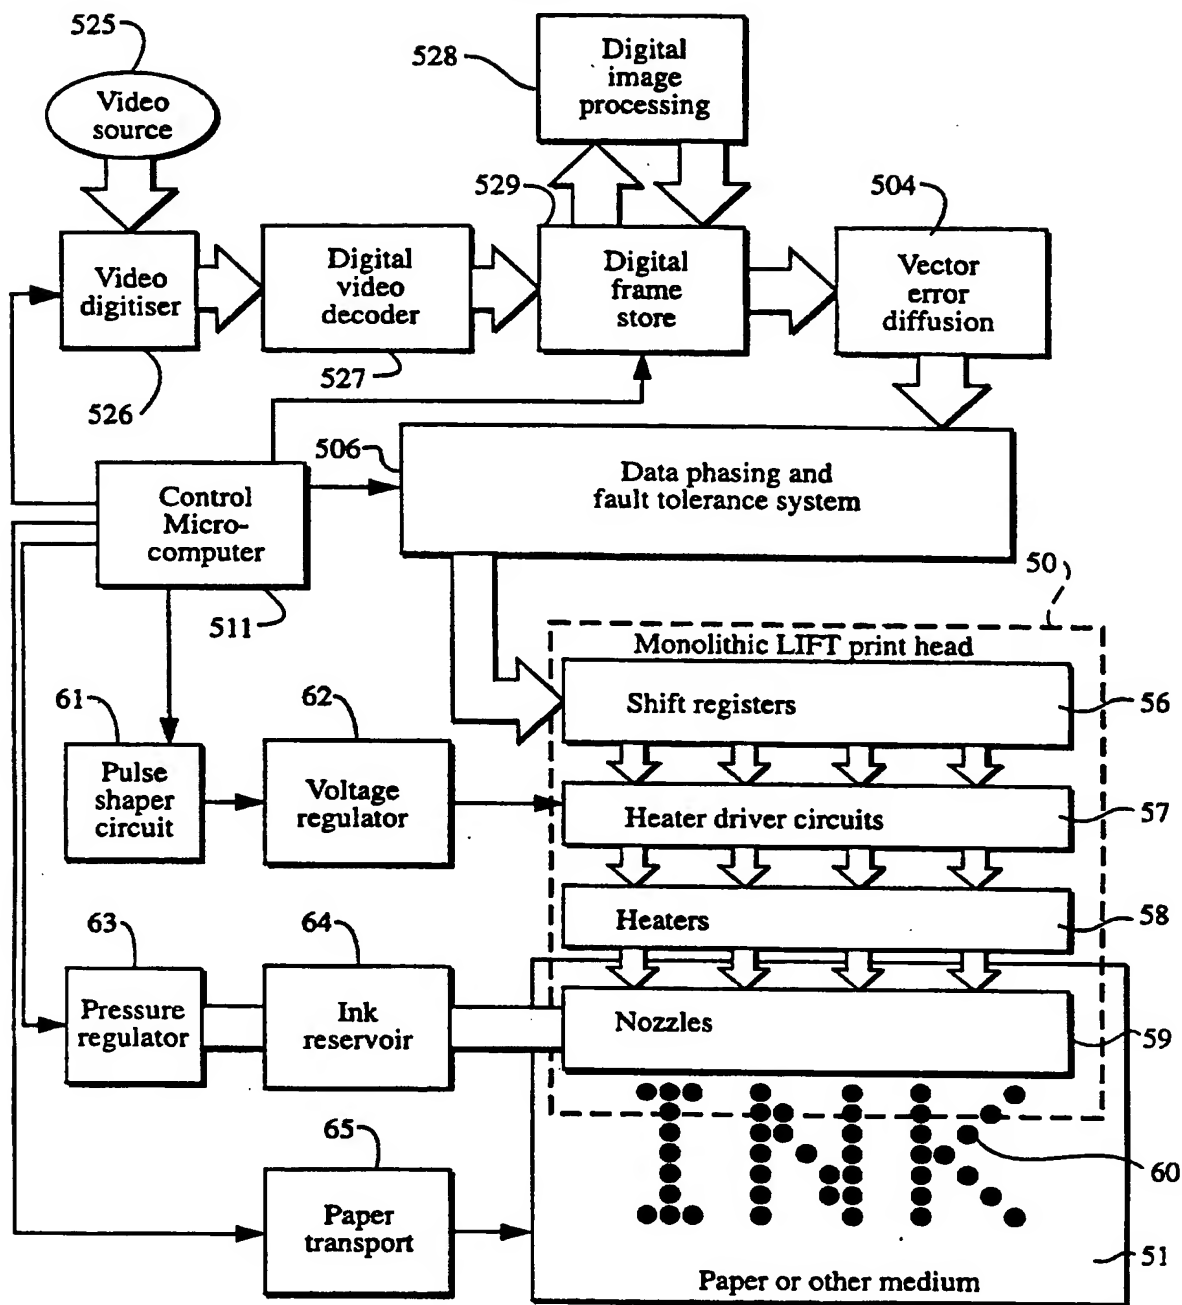 525
Video
source
528
Digital
image
processing
529
504
Video
digitiser
Digital
video
decoder
Digital
frame
store
Vector
error
diffusion
526
527
506
Data phasing and
fault tolerance system
Control
Micro-
computer
511
50
Monolithic LIFT print head
Shift registers
56
61
62
Pulse
shaper
circuit
Voltage
regulator
Heater driver circuits
57
Heaters
58
63
64
Pressure
regulator
Ink
reservoir
Nozzles
59
INK
60
65
Paper
transport
51
Paper or other medium